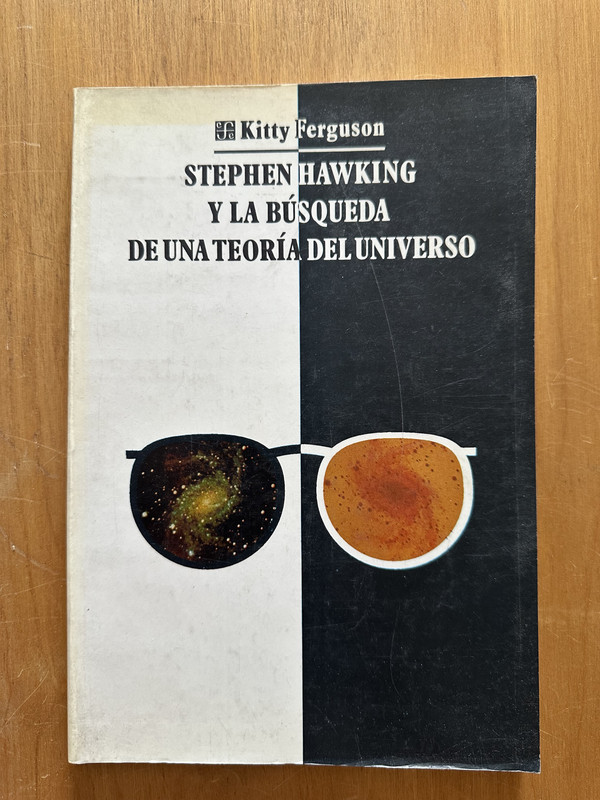 Kitty Ferguson
STEPHEN HAWKING
Y LA BÚSQUEDA
DE UNA TEORÍA DEL UNIVERSO